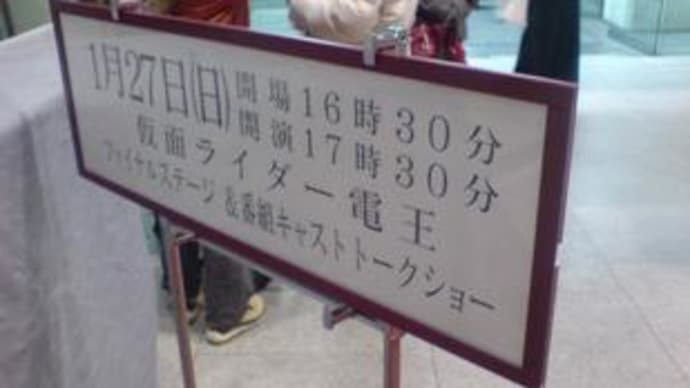 1月27日(日) 開場16時30分
開演17時30分
仮面ライダー電王
ファイナルステージ &番組キャストトークショー